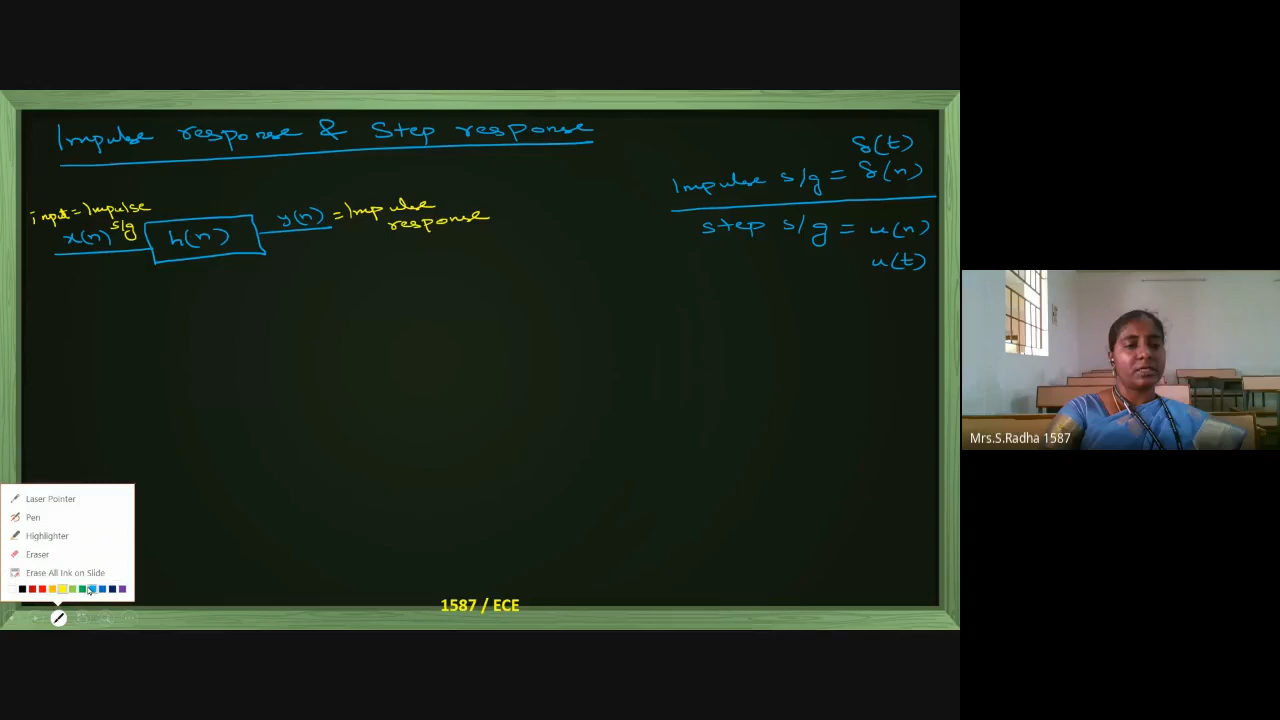 Impulse response & Step response
δ(t)
Impulse s/g = δ(n)
step s/g = u(n)
u(t)
input = Impulse
s/g
x(n)
h(n)
y(n) = Impulse
response
Mrs.S.Radha 1587
Laser Pointer
Pen
Highlighter
Eraser
Erase All Ink on Slide
1587 / ECE